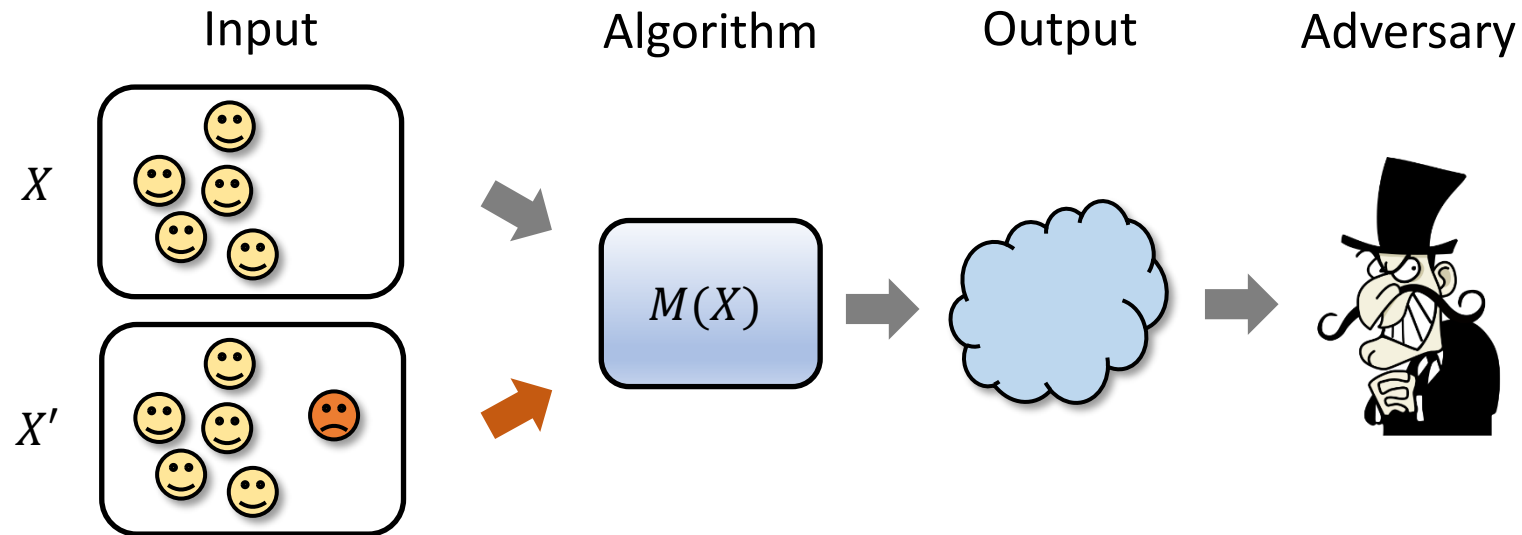 Input
Algorithm
Output
Adversary
X
M(X)
X′